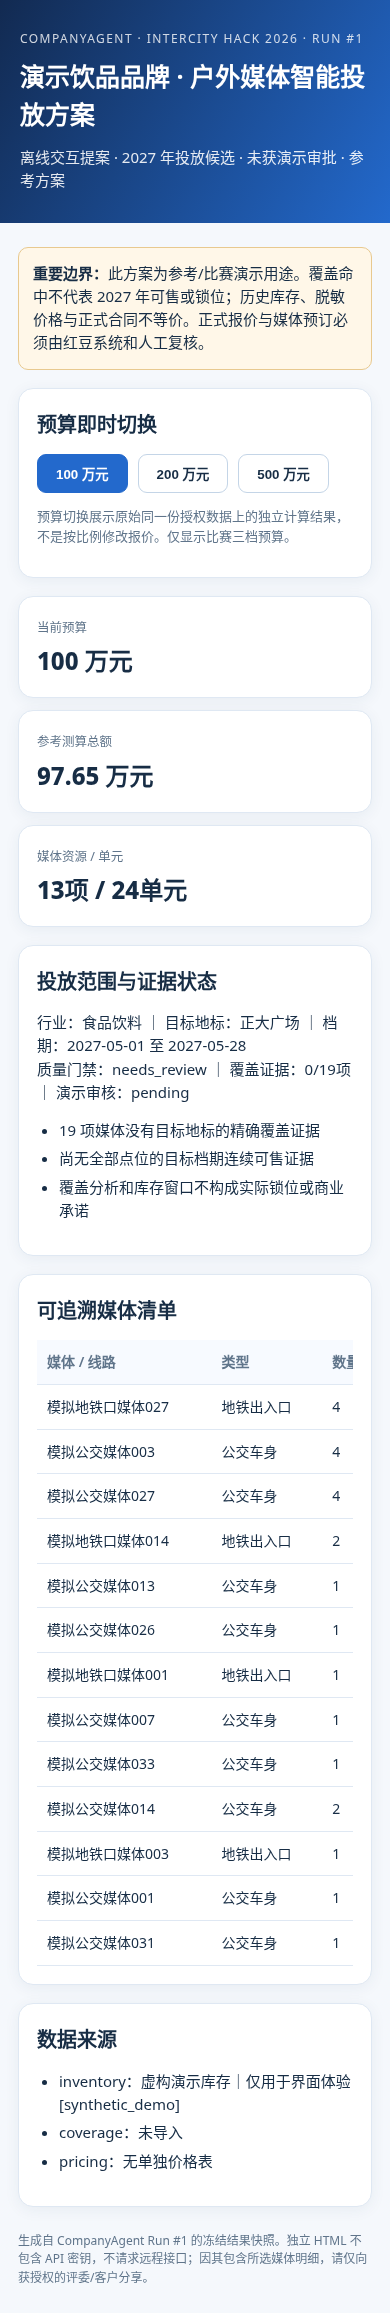 COMPANYAGENT · INTERCITY HACK 2026 · RUN #1
演示饮品品牌 · 户外媒体智能投
放方案
离线交互提案 · 2027 年投放候选 · 未获演示审批 · 参
考方案
重要边界：此方案为参考/比赛演示用途。覆盖命
中不代表 2027 年可售或锁位；历史库存、脱敏
价格与正式合同不等价。正式报价与媒体预订必
须由红豆系统和人工复核。
预算即时切换
100 万元 200 万元 500 万元
预算切换展示原始同一份授权数据上的独立计算结果，
不是按比例修改报价。仅显示比赛三档预算。
当前预算
100 万元
参考测算总额
97.65 万元
媒体资源 / 单元
13项 / 24单元
投放范围与证据状态
行业：食品饮料 ｜ 目标地标：正大广场 ｜ 档
期：2027-05-01 至 2027-05-28
质量门禁：needs_review ｜ 覆盖证据：0/19项
｜ 演示审核：pending
• 19 项媒体没有目标地标的精确覆盖证据
• 尚无全部点位的目标档期连续可售证据
• 覆盖分析和库存窗口不构成实际锁位或商业
承诺
可追溯媒体清单
媒体 / 线路 类型 数量
模拟地铁口媒体027 地铁出入口 4
模拟公交媒体003 公交车身 4
模拟公交媒体027 公交车身 4
模拟地铁口媒体014 地铁出入口 2
模拟公交媒体013 公交车身 1
模拟公交媒体026 公交车身 1
模拟地铁口媒体001 地铁出入口 1
模拟公交媒体007 公交车身 1
模拟公交媒体033 公交车身 1
模拟公交媒体014 公交车身 2
模拟地铁口媒体003 地铁出入口 1
模拟公交媒体001 公交车身 1
模拟公交媒体031 公交车身 1
数据来源
• inventory：虚构演示库存｜仅用于界面体验
[synthetic_demo]
• coverage：未导入
• pricing：无单独价格表
生成自 CompanyAgent Run #1 的冻结结果快照。独立 HTML 不
包含 API 密钥，不请求远程接口；因其包含所选媒体明细，请仅向
获授权的评委/客户分享。